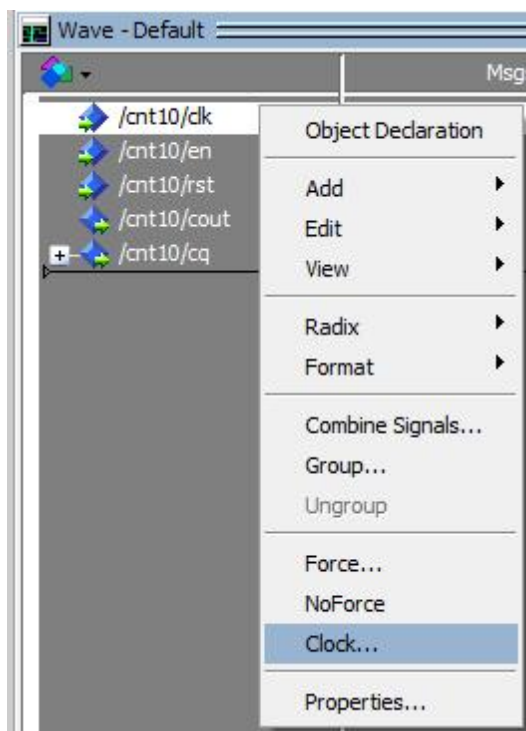 Wave - Default
Msg
/cnt10/clk
/cnt10/en
/cnt10/rst
/cnt10/cout
/cnt10/cq
Object Declaration
Add
Edit
View
Radix
Format
Combine Signals...
Group...
Ungroup
Force...
NoForce
Clock...
Properties...